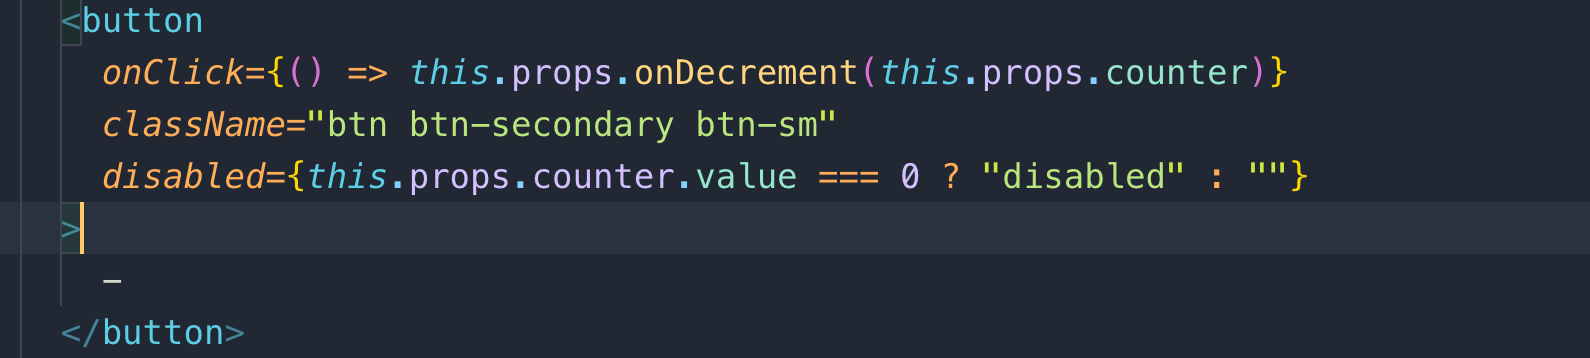 <button
onClick={() => this.props.onDecrement(this.props.counter)}
className="btn btn-secondary btn-sm"
disabled={this.props.counter.value === 0 ? "disabled" : ""}
>
-
</button>